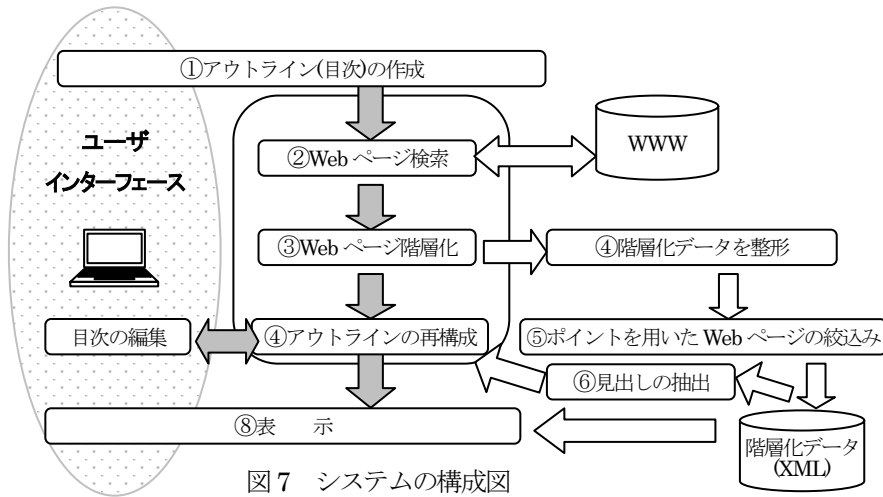 ①アウトライン(目次)の作成
ユーザ
インターフェース
②Web ページ検索
WWW
③Web ページ階層化
④階層化データを整形
目次の編集
④アウトラインの再構成
⑤ポイントを用いた Web ページの絞込み
⑥見出しの抽出
⑧表 示
階層化データ
(XML)
図 7 システムの構成図